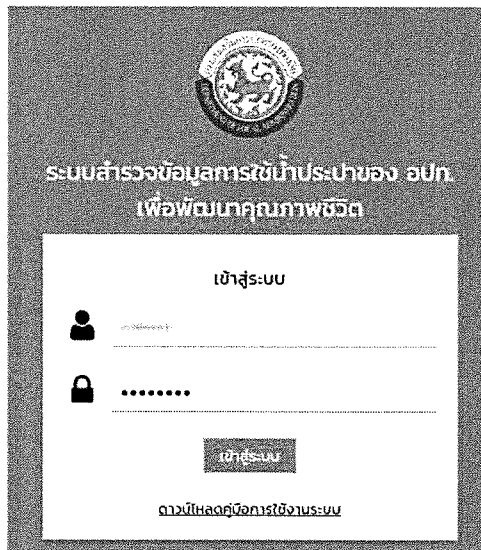 ระบบสำรวจข้อมูลการใช้น้ำประปาของ อปท.
เพื่อพัฒนาคุณภาพชีวิต
เข้าสู่ระบบ
••••••••
เข้าสู่ระบบ
ดาวน์โหลดคู่มือการใช้งานระบบ